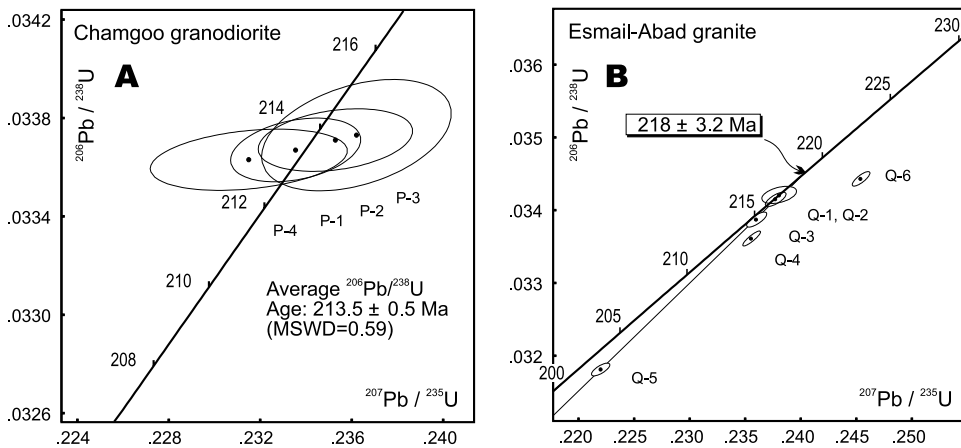 Chamgoo granodiorite
A
²⁰⁶Pb / ²³⁸U
.0342
.0338
.0334
.0330
.0326
216
214
212
210
208
P-4
P-1
P-2
P-3
Average ²⁰⁶Pb/²³⁸U
Age: 213.5 ± 0.5 Ma
(MSWD=0.59)
²⁰⁷Pb / ²³⁵U
.224
.228
.232
.236
.240
Esmail-Abad granite
B
²⁰⁶Pb / ²³⁸U
.036
.035
.034
.033
.032
230
225
220
215
210
205
200
218 ± 3.2 Ma
Q-6
Q-1, Q-2
Q-3
Q-4
Q-5
²⁰⁷Pb / ²³⁵U
.220
.225
.230
.235
.240
.245
.250